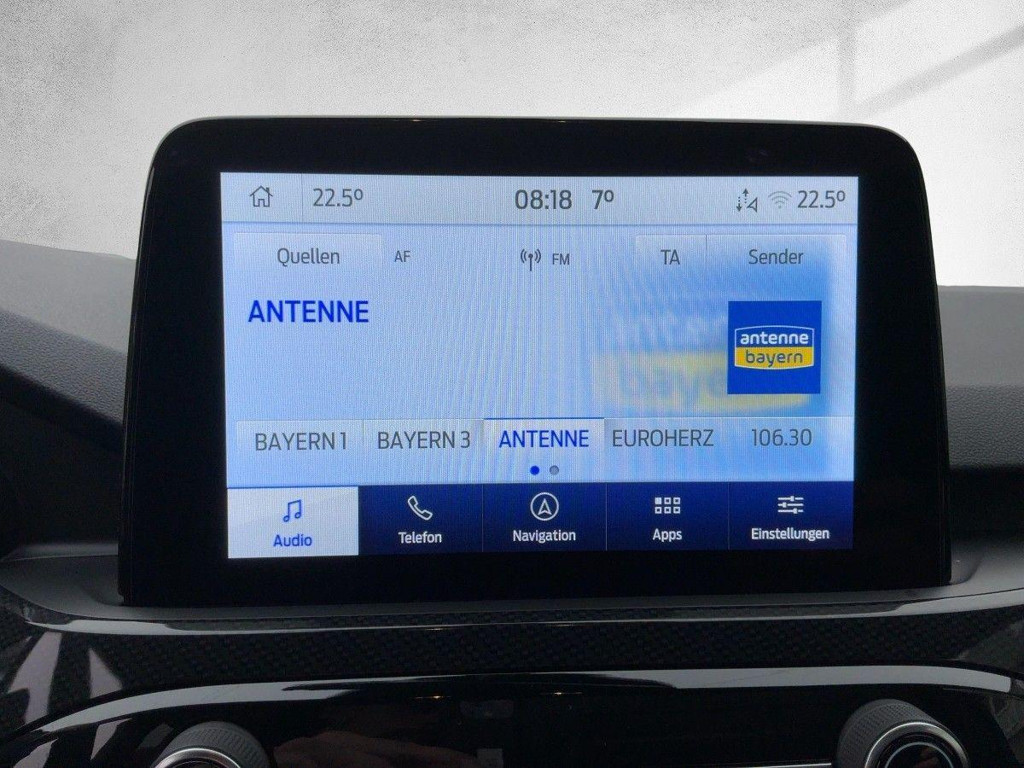 22.5° 08:18 7° 22.5°
Quellen AF FM TA Sender
ANTENNE
antenne
bayern
BAYERN 1 BAYERN 3 ANTENNE EUROHERZ 106.30
Audio Telefon Navigation Apps Einstellungen